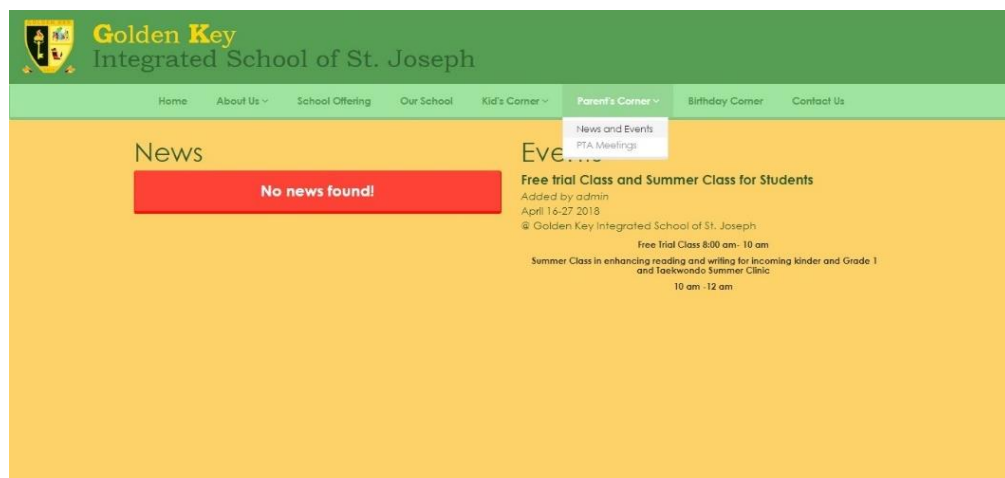 Golden Key
Integrated School of St. Joseph
Home About Us School Offering Our School Kid's Corner Parent's Corner Birthday Corner Contact Us
News and Events
PTA Meetings
News
No news found!
Free trial Class and Summer Class for Students
Added by admin
April 16-27 2018
@ Golden Key Integrated School of St. Joseph
Free Trial Class 8:00 am- 10 am
Summer Class in enhancing reading and writing for incoming kinder and Grade 1
and Taekwondo Summer Clinic
10 am -12 am